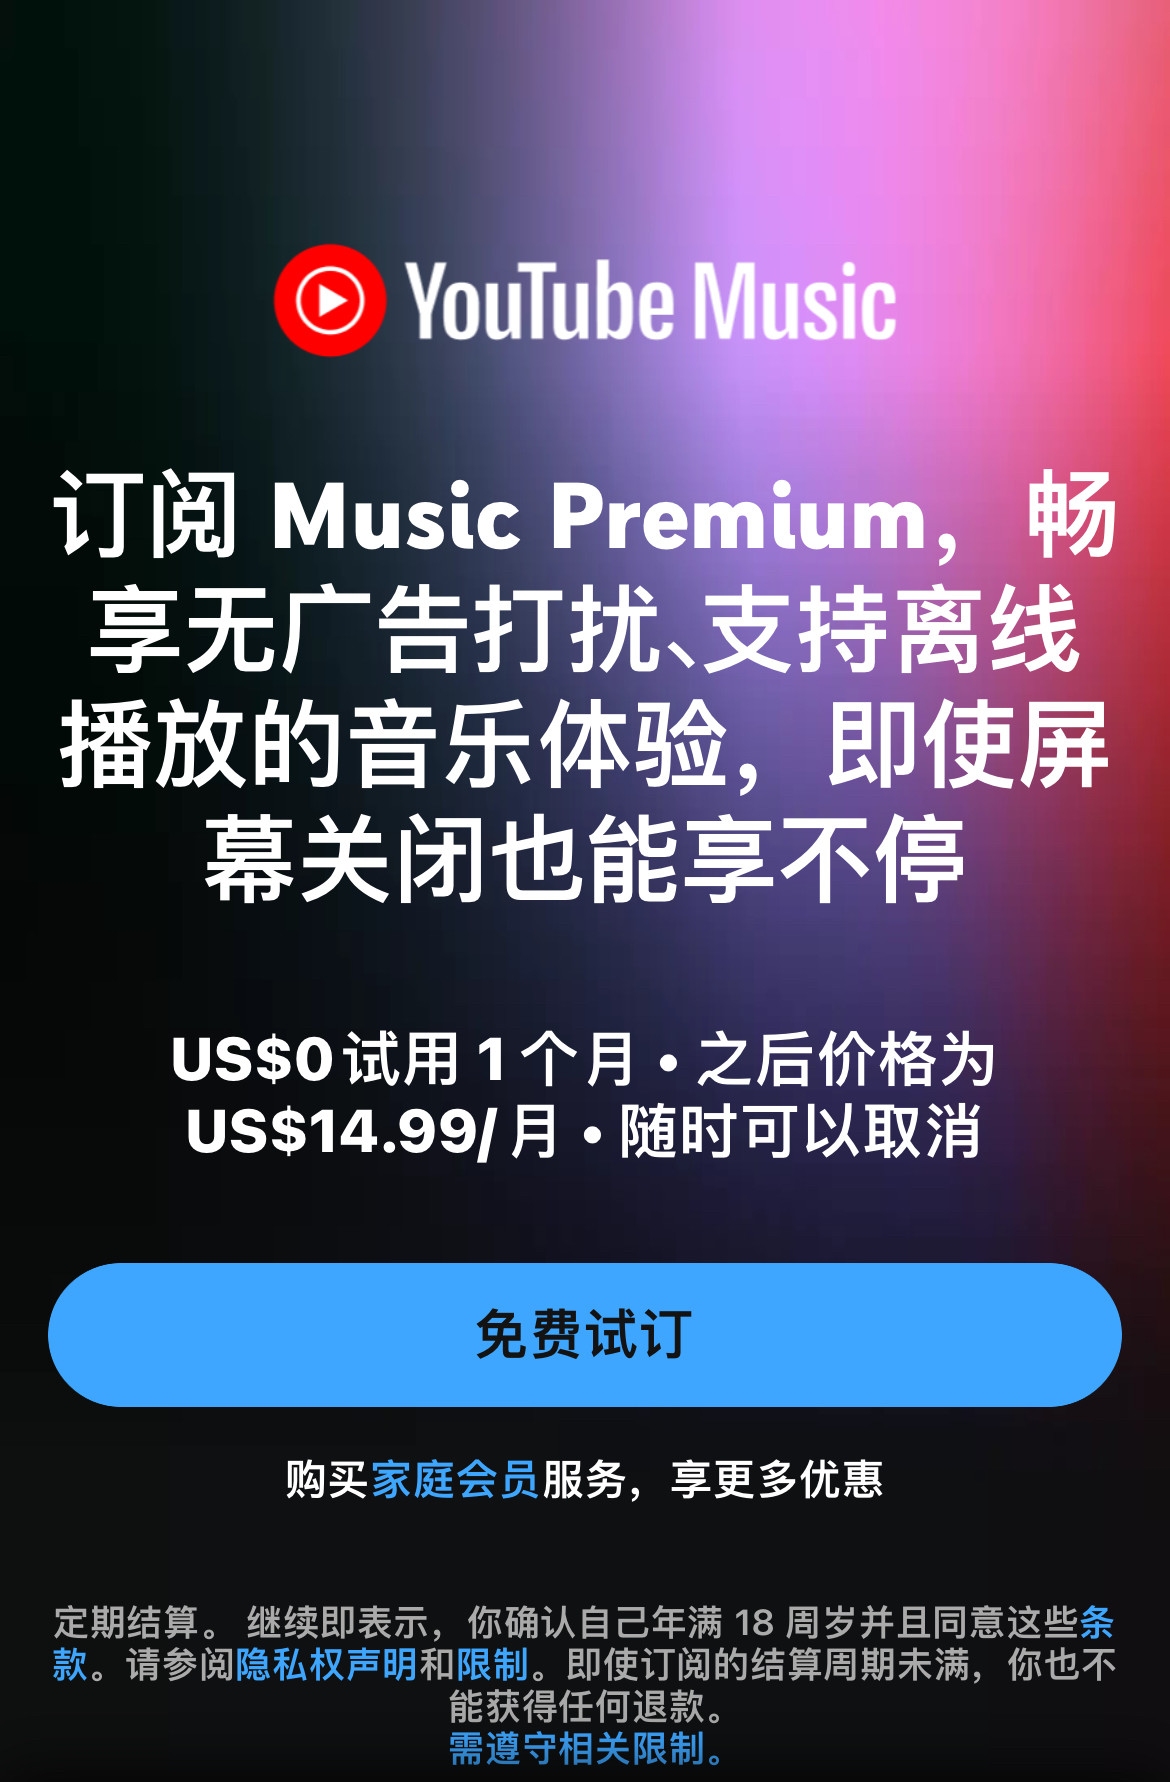 YouTube Music
订阅 Music Premium，畅
享无广告打扰、支持离线
播放的音乐体验，即使屏
幕关闭也能享不停
US$0 试用 1 个月 • 之后价格为
US$14.99/ 月 • 随时可以取消
免费试订
购买家庭会员服务，享更多优惠
定期结算。 继续即表示，你确认自己年满 18 周岁并且同意这些条
款。请参阅隐私权声明和限制。即使订阅的结算周期未满，你也不
能获得任何退款。
需遵守相关限制。